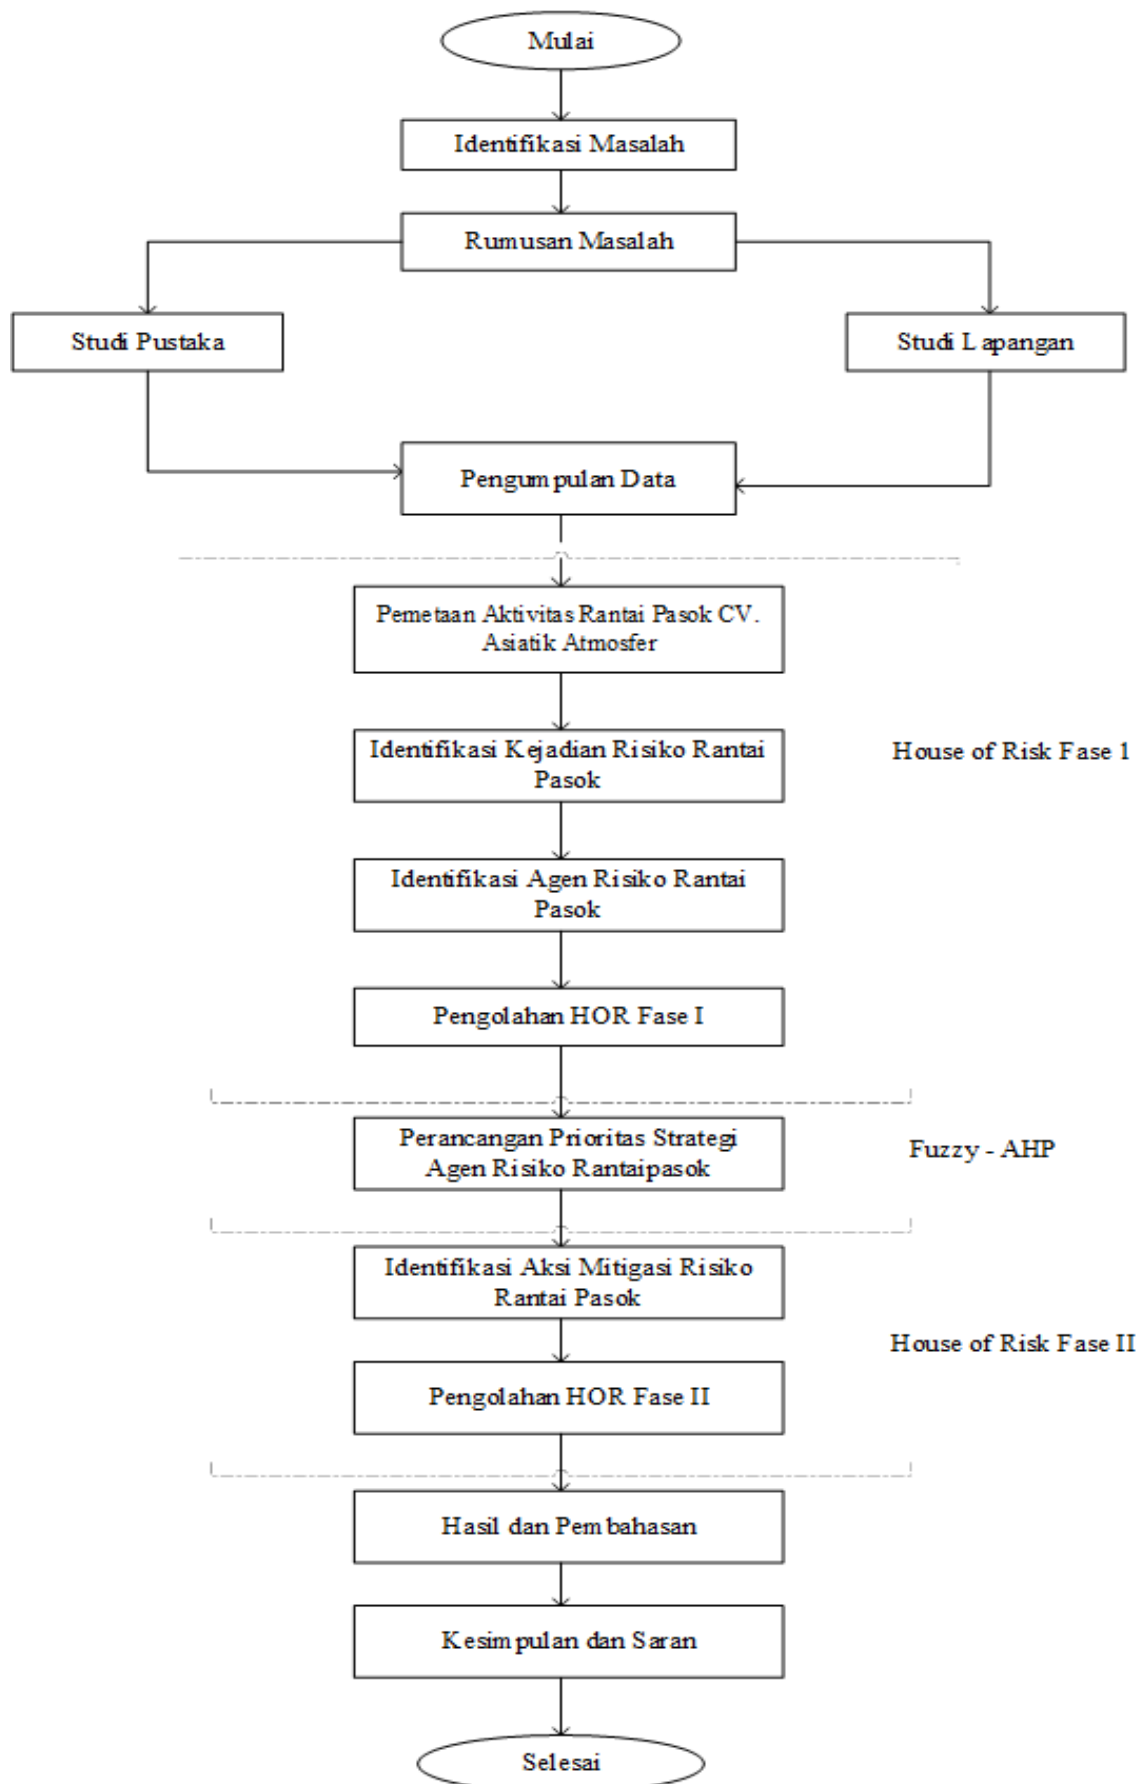 Mulai
Identifikasi Masalah
Rumusan Masalah
Studi Pustaka
Studi Lapangan
Pengumpulan Data
Pemetaan Aktivitas Rantai Pasok CV.
Asiatik Atmosfer
Identifikasi Kejadian Risiko Rantai
Pasok
House of Risk Fase 1
Identifikasi Agen Risiko Rantai
Pasok
Pengolahan HOR Fase I
Perancangan Prioritas Strategi
Agen Risiko Rantaipasok
Fuzzy - AHP
Identifikasi Aksi Mitigasi Risiko
Rantai Pasok
House of Risk Fase II
Pengolahan HOR Fase II
Hasil dan Pembahasan
Kesimpulan dan Saran
Selesai